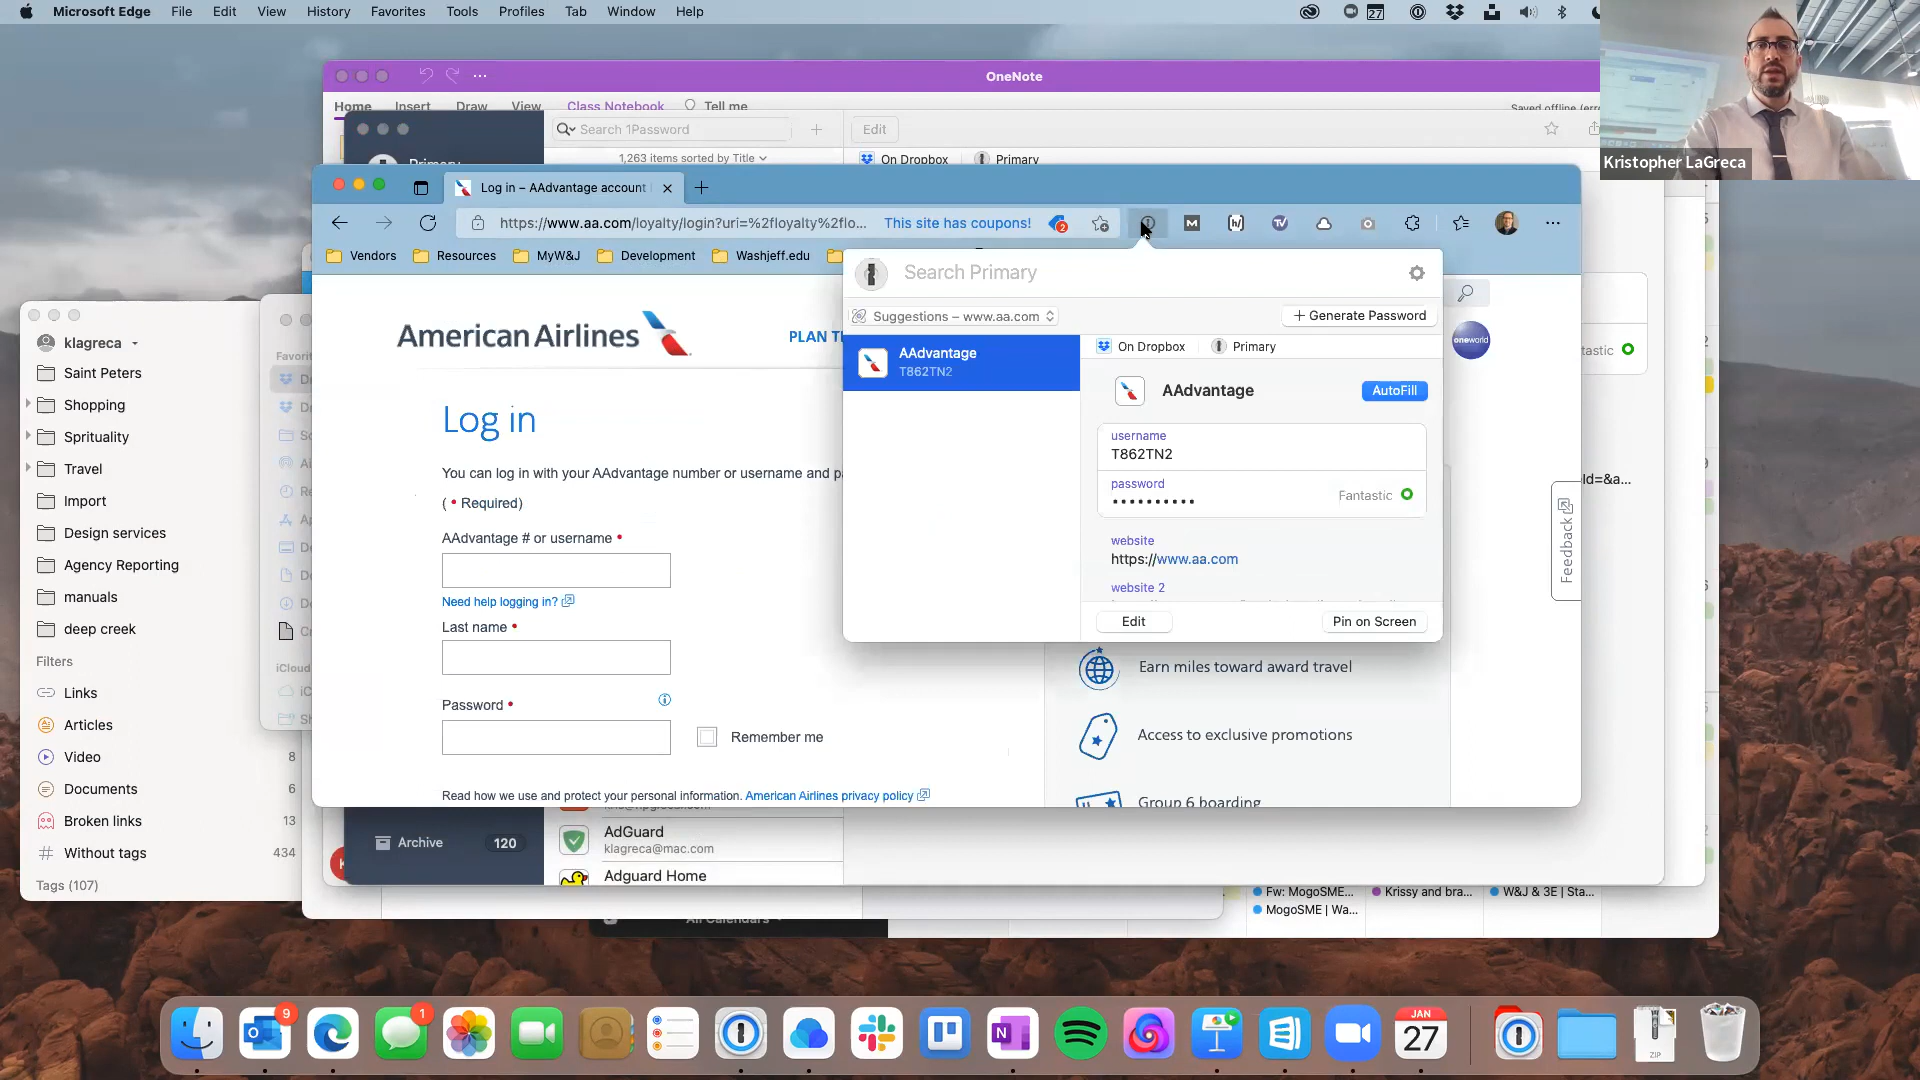 Microsoft Edge File Edit View History Favorites Tools Profiles Tab Window Help
27
OneNote
Home Insert Draw View Class Notebook Tell me
Search 1Password
Edit
1,263 items sorted by Title
On Dropbox Primary
Primary
Kristopher LaGreca
Log in – AAdvantage account
https://www.aa.com/loyalty/login?uri=%2floyalty%2flo...
This site has coupons!
2
Vendors Resources MyW&J Development Washjeff.edu
American Airlines
PLAN
oneworld
Log in
You can log in with your AAdvantage number or username and
( • Required)
AAdvantage # or username •
Need help logging in?
Last name •
Password •
Remember me
Read how we use and protect your personal information. American Airlines privacy policy
Search Primary
Suggestions – www.aa.com
+ Generate Password
AAdvantage
T862TN2
On Dropbox Primary
AAdvantage
AutoFill
username
T862TN2
password
••••••••••
Fantastic
website
https://www.aa.com
website 2
Edit
Pin on Screen
Earn miles toward award travel
Access to exclusive promotions
Group 6 boarding
Feedback
klagreca
Saint Peters
Shopping
Sprituality
Travel
Import
Design services
Agency Reporting
manuals
deep creek
Filters
Links
Articles
Video 8
Documents 6
Broken links 13
Without tags 434
Tags (107)
iCloud
Archive 120
AdGuard
klagreca@mac.com
Adguard Home
All Calendars
Fw: MogoSME...
Krissy and bra...
W&J & 3E | Sta...
MogoSME | Wa...
9
1
JAN
27
ZIP